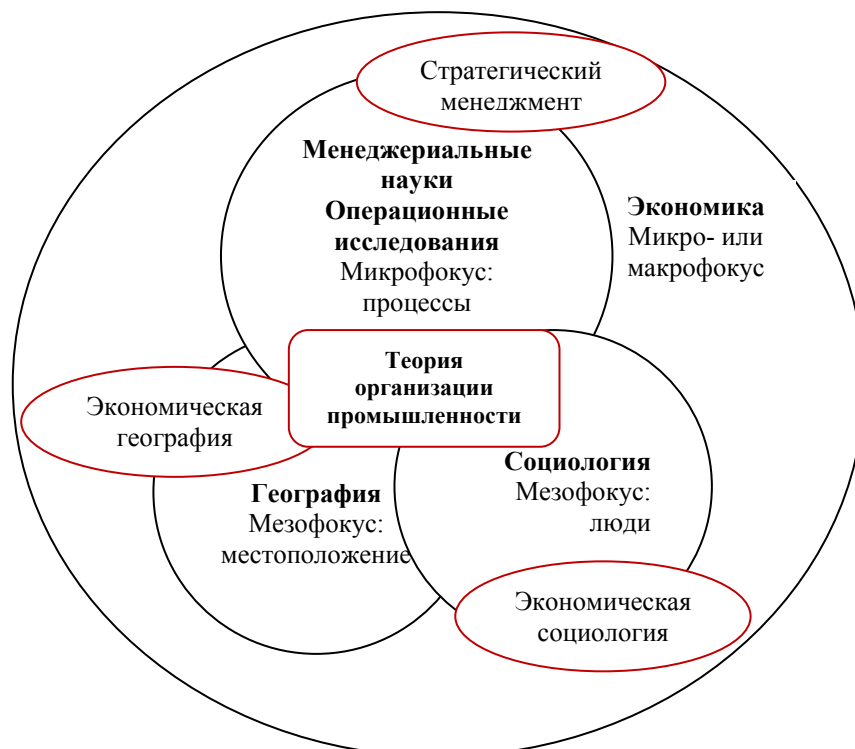 Стратегический
менеджмент
Менеджериальные
науки
Операционные
исследования
Микрофокус:
процессы
Экономика
Микро- или
макрофокус
Теория
организации
промышленности
Экономическая
география
География
Мезофокус:
местоположение
Социология
Мезофокус:
люди
Экономическая
социология